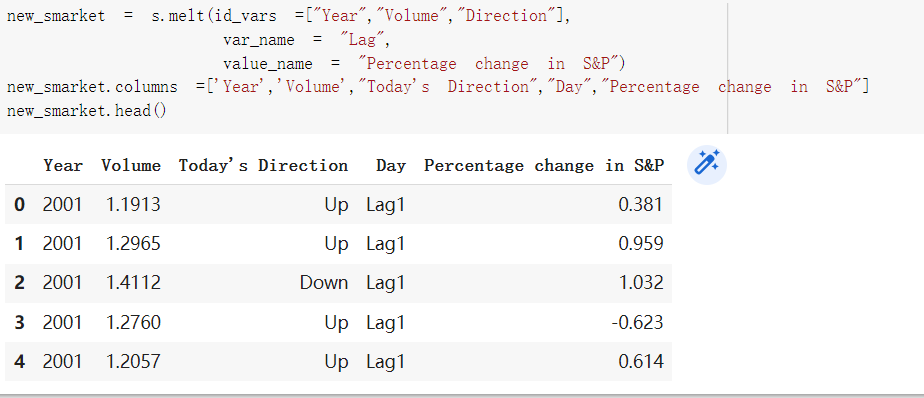 new_smarket = s.melt(id_vars =["Year","Volume","Direction"],
var_name = "Lag",
value_name = "Percentage change in S&P")
new_smarket.columns =['Year','Volume',"Today's Direction","Day","Percentage change in S&P"]
new_smarket.head()
Year Volume Today's Direction Day Percentage change in S&P
0 2001 1.1913 Up Lag1 0.381
1 2001 1.2965 Up Lag1 0.959
2 2001 1.4112 Down Lag1 1.032
3 2001 1.2760 Up Lag1 -0.623
4 2001 1.2057 Up Lag1 0.614